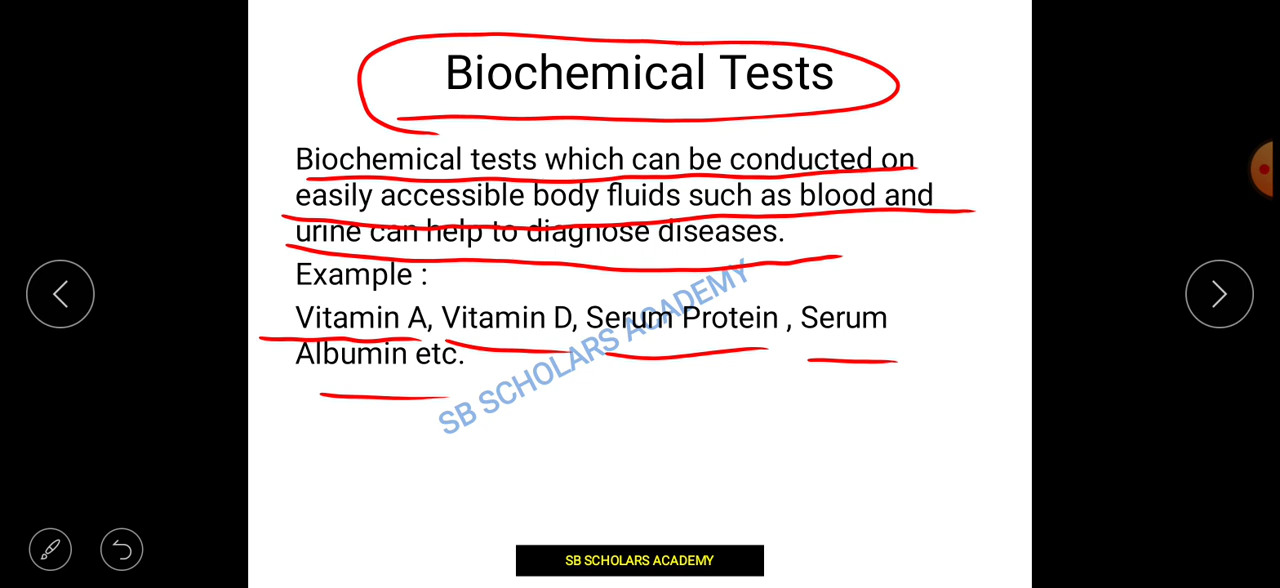 Biochemical Tests
Biochemical tests which can be conducted on
easily accessible body fluids such as blood and
urine can help to diagnose diseases.
Example :
Vitamin A, Vitamin D, Serum Protein , Serum
Albumin etc.
SB SCHOLARS ACADEMY
SB SCHOLARS ACADEMY